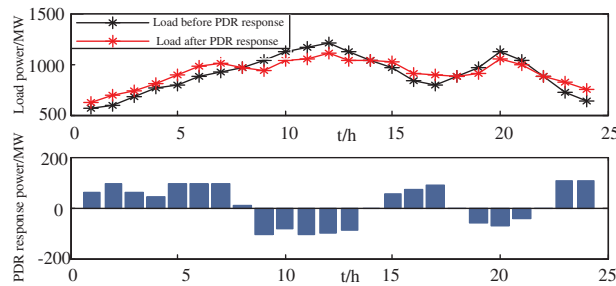 1500
Load before PDR response
Load after PDR response
1000
500
Load power/MW
0 5 10 15 20 25
t/h
200
0
-200
PDR response power/MW
0 5 10 15 20 25
t/h